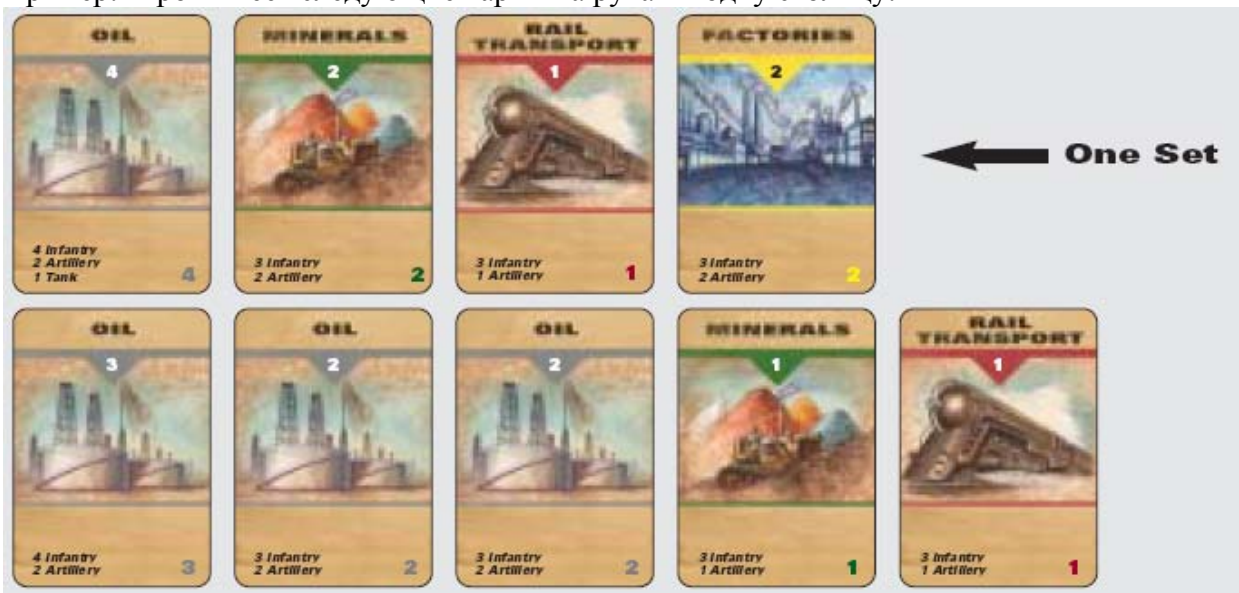 OIL
4
4 Infantry
2 Artillery
1 Tank
4
MINERALS
2
3 Infantry
2 Artillery
2
RAIL
TRANSPORT
1
3 Infantry
1 Artillery
1
FACTORIES
2
3 Infantry
2 Artillery
2
One Set
OIL
3
4 Infantry
2 Artillery
3
OIL
2
3 Infantry
2 Artillery
2
OIL
2
3 Infantry
2 Artillery
2
MINERALS
1
3 Infantry
1 Artillery
1
RAIL
TRANSPORT
1
3 Infantry
1 Artillery
1